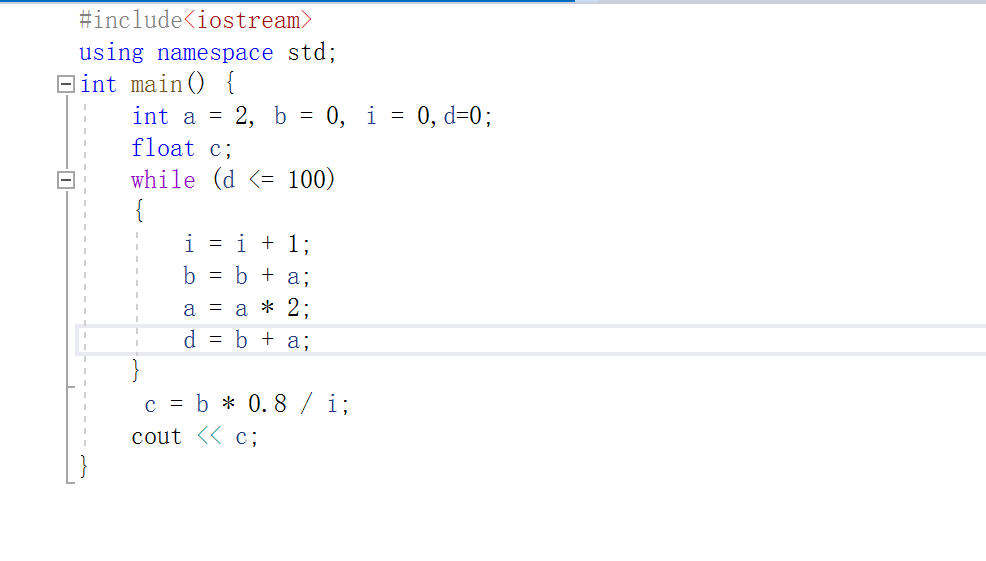 #include<iostream>
using namespace std;
int main() {
int a = 2, b = 0, i = 0,d=0;
float c;
while (d <= 100)
{
i = i + 1;
b = b + a;
a = a * 2;
d = b + a;
}
c = b * 0.8 / i;
cout << c;
}